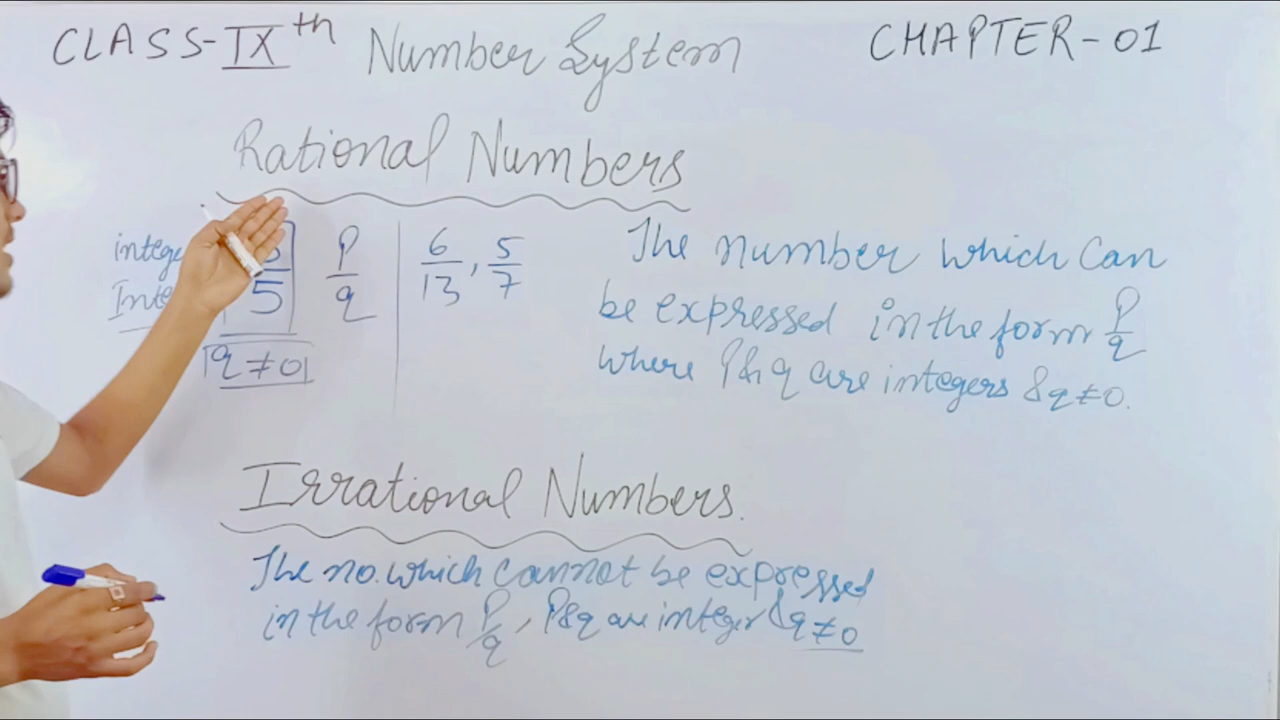 CLASS-IXth Number System CHAPTER-01
Rational Numbers
5
q ≠ 0
P/q
6/13, 5/7
The number which can
be expressed in the form P/q
where P & q are integers & q ≠ 0.
Irrational Numbers.
The no. which cannot be expressed
in the form P/q, P & q are integer & q ≠ 0